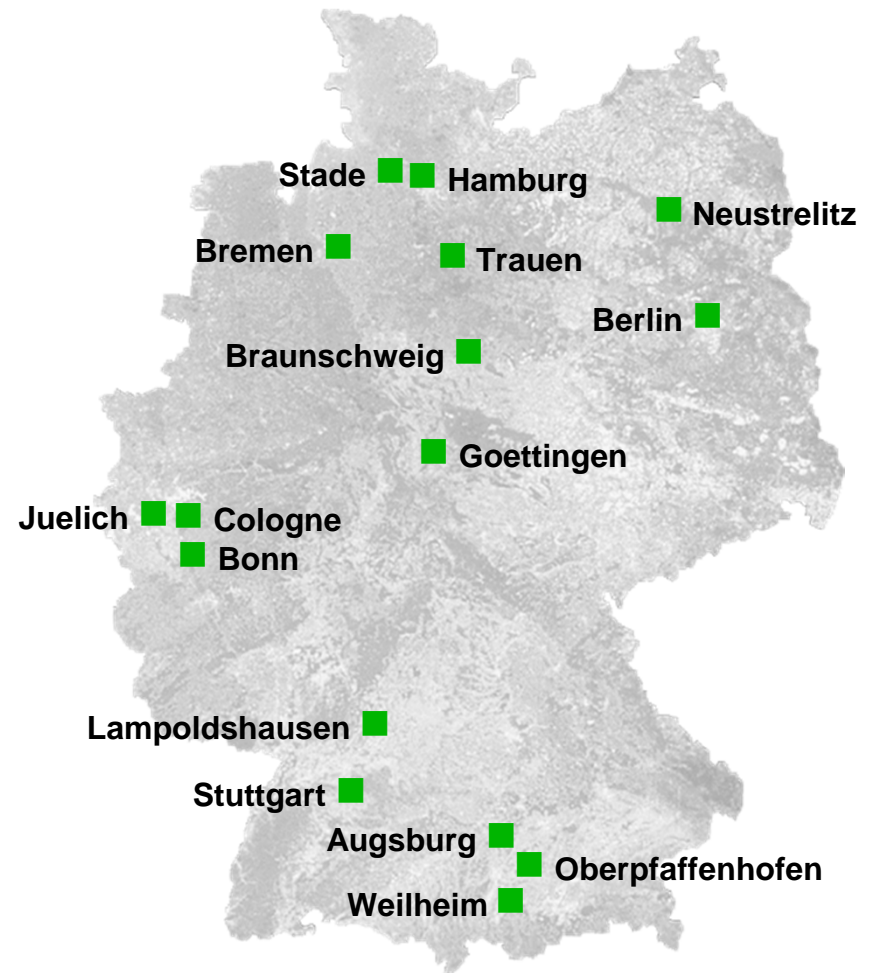 Stade
Hamburg
Neustrelitz
Bremen
Trauen
Berlin
Braunschweig
Goettingen
Juelich
Cologne
Bonn
Lampoldshausen
Stuttgart
Augsburg
Oberpfaffenhofen
Weilheim